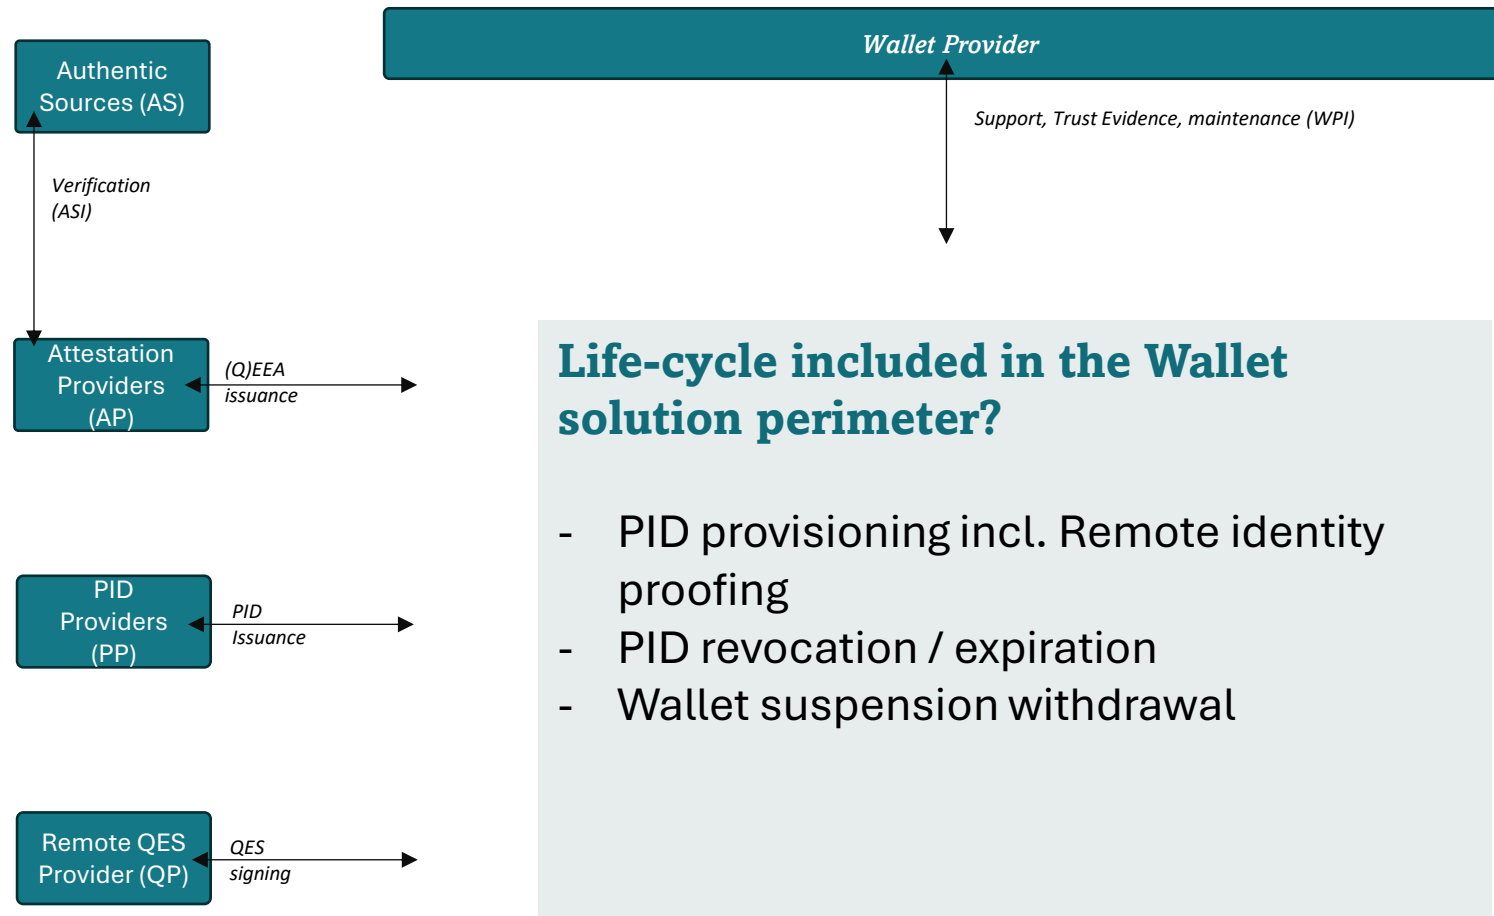 Wallet Provider
Authentic
Sources (AS)
Support, Trust Evidence, maintenance (WPI)
Verification
(ASI)
Attestation
Providers
(AP)
(Q)EEA
issuance
PID
Providers
(PP)
PID
Issuance
Remote QES
Provider (QP)
QES
signing
Life-cycle included in the Wallet
solution perimeter?
- PID provisioning incl. Remote identity
proofing
- PID revocation / expiration
- Wallet suspension withdrawal